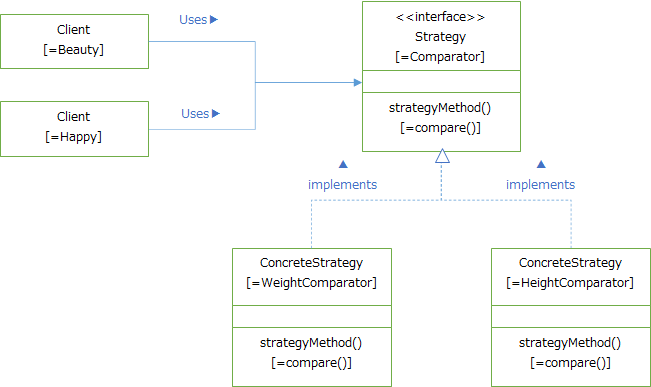 Client
[=Beauty]
Uses ▶
<<interface>>
Strategy
[=Comparator]
strategyMethod()
[=compare()]
Client
[=Happy]
Uses ▶
▲
implements
▲
implements
ConcreteStrategy
[=WeightComparator]
strategyMethod()
[=compare()]
ConcreteStrategy
[=HeightComparator]
strategyMethod()
[=compare()]